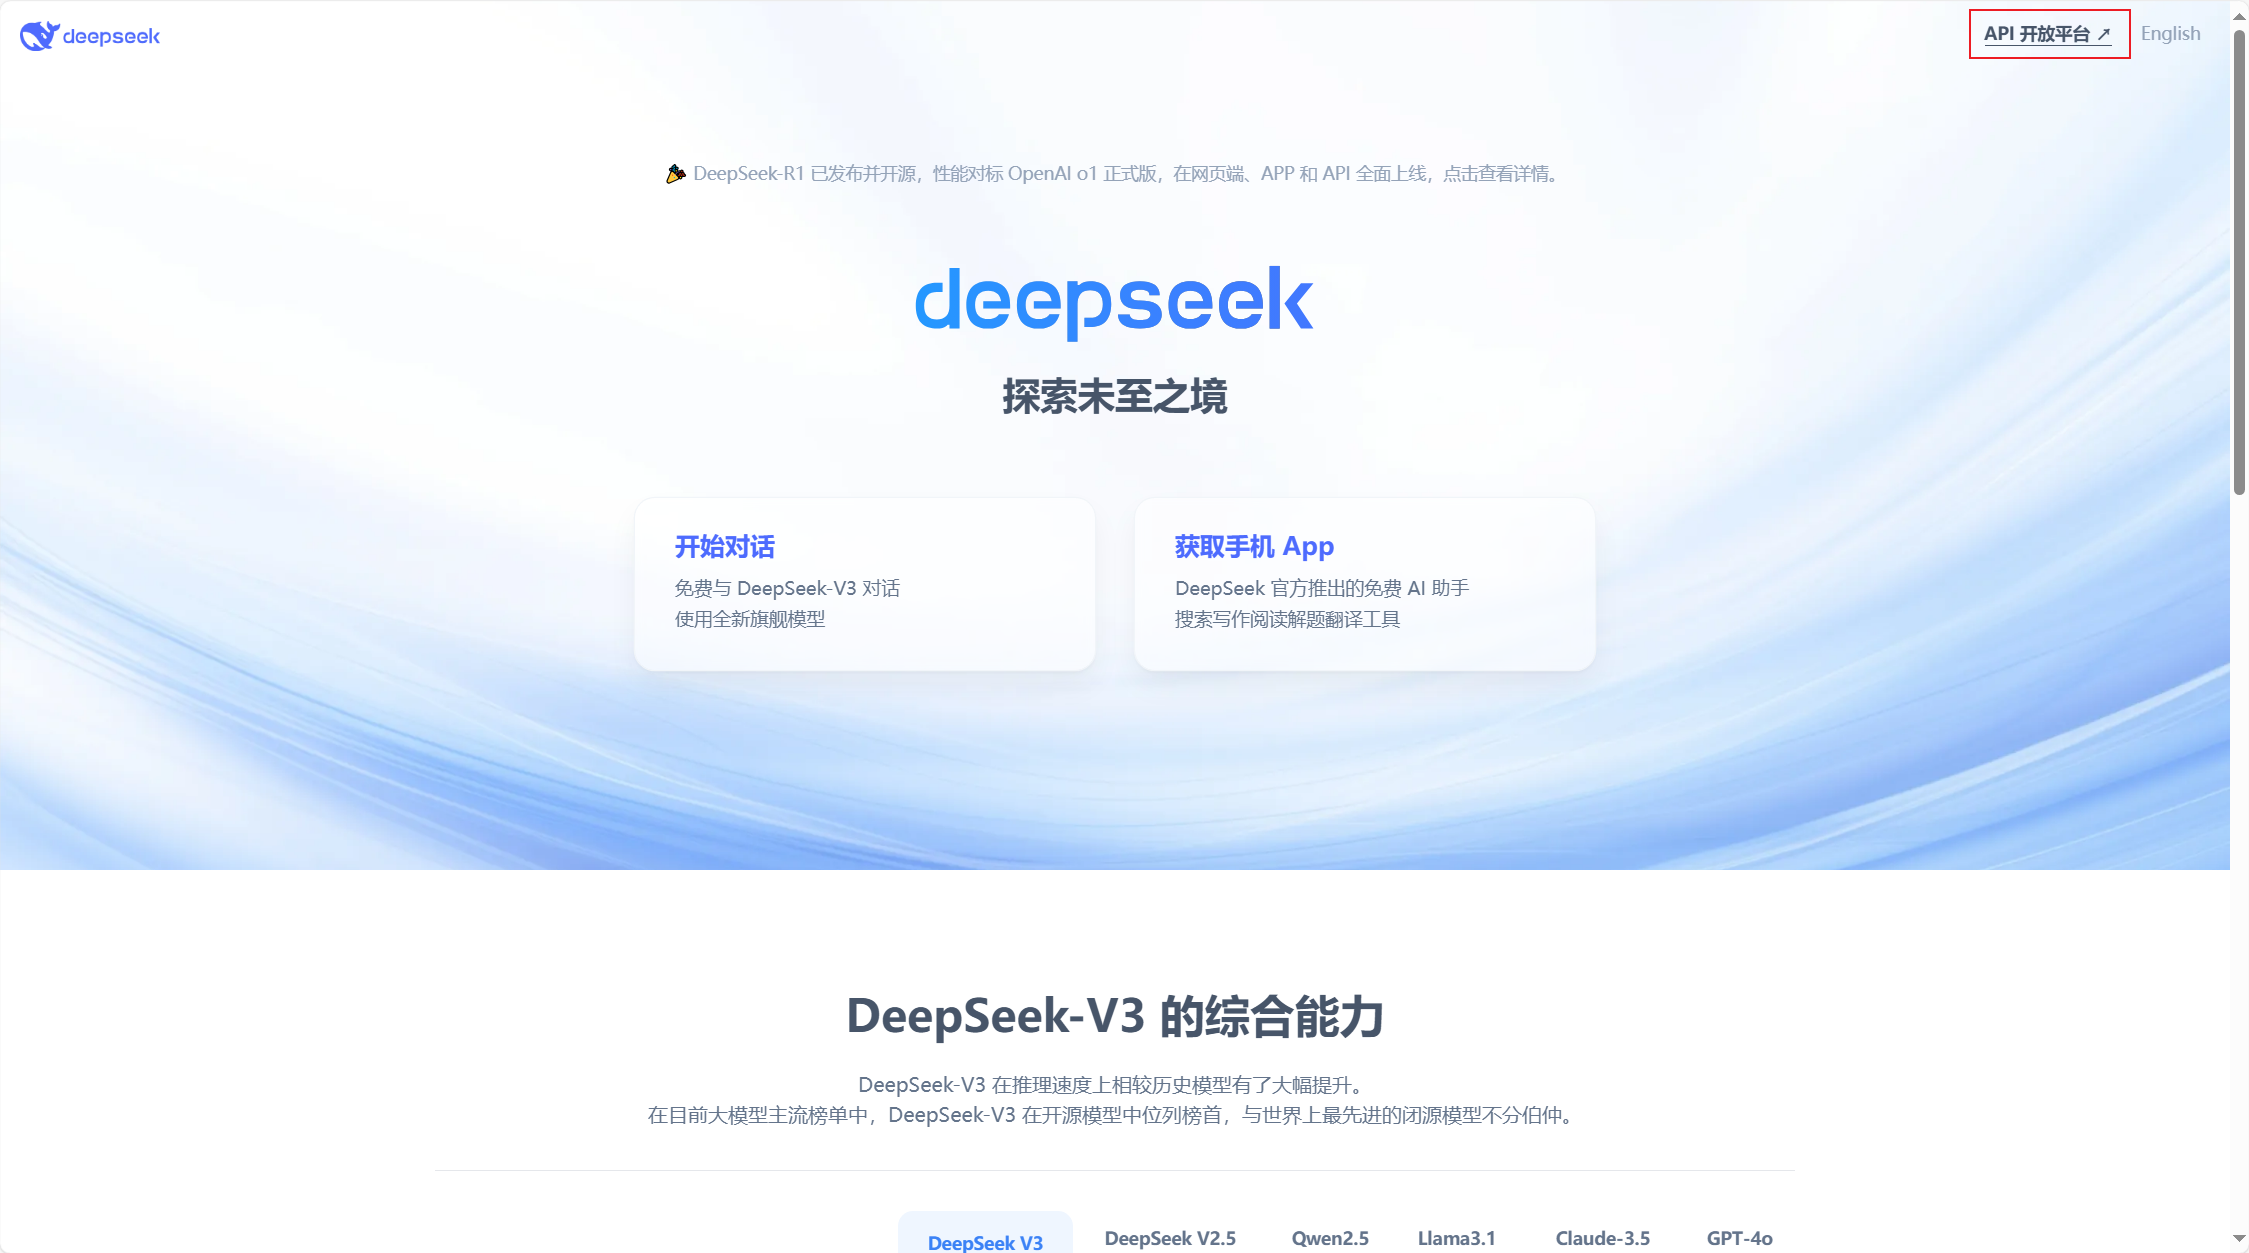 deepseek
API 开放平台 ↗ English
DeepSeek-R1 已发布并开源，性能对标 OpenAI o1 正式版，在网页端、APP 和 API 全面上线，点击查看详情。
deepseek
探索未至之境
开始对话
免费与 DeepSeek-V3 对话
使用全新旗舰模型
获取手机 App
DeepSeek 官方推出的免费 AI 助手
搜索写作阅读解题翻译工具
DeepSeek-V3 的综合能力
DeepSeek-V3 在推理速度上相较历史模型有了大幅提升。
在目前大模型主流榜单中，DeepSeek-V3 在开源模型中位列榜首，与世界上最先进的闭源模型不分伯仲。
DeepSeek V3 DeepSeek V2.5 Qwen2.5 Llama3.1 Claude-3.5 GPT-4o